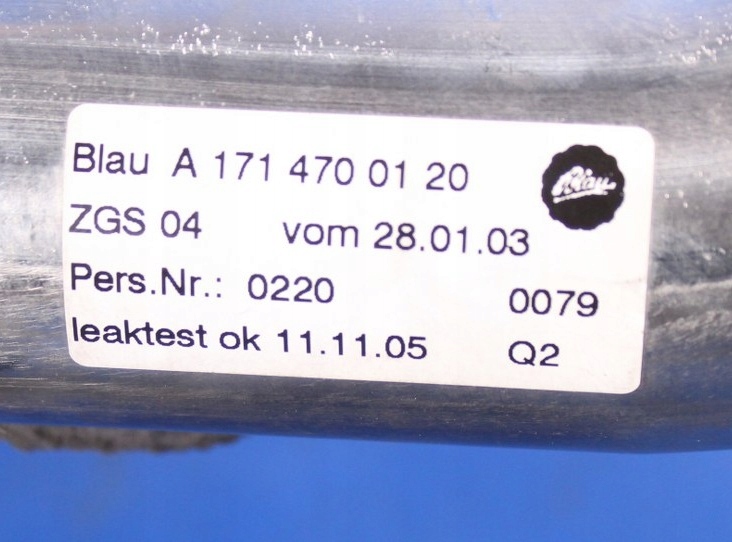 Blau A 171 470 01 20
Blau
ZGS 04 vom 28.01.03
Pers.Nr.: 0220 0079
leaktest ok 11.11.05 Q2